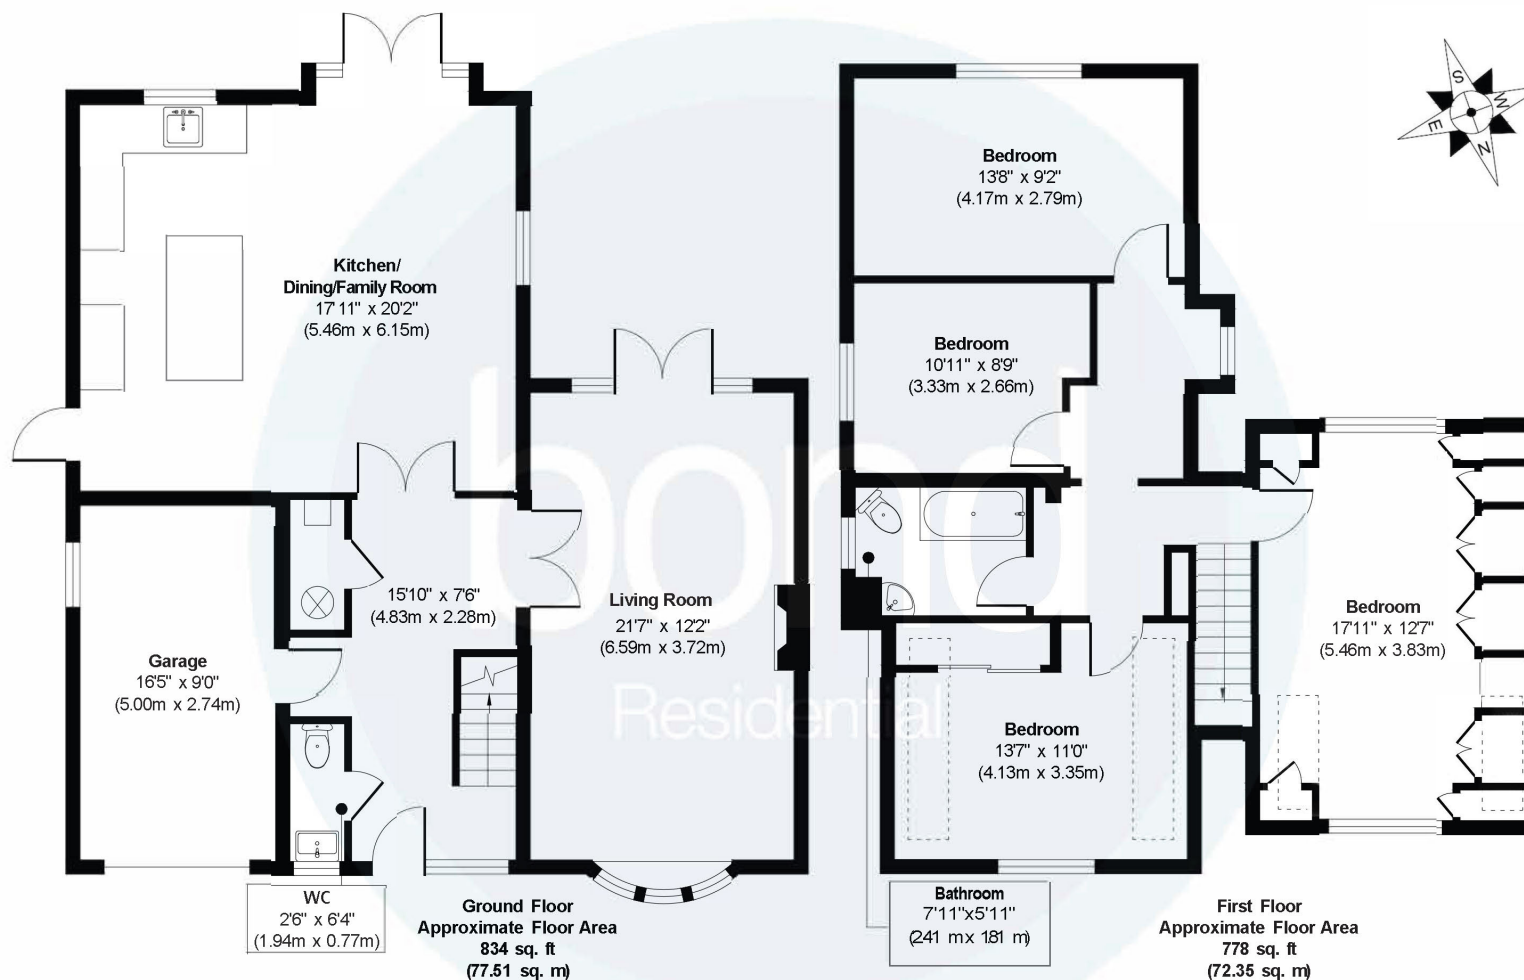 Kitchen/
Dining/Family Room
17'11" x 20'2"
(5.46m x 6.15m)
15'10" x 7'6"
(4.83m x 2.28m)
Garage
16'5" x 9'0"
(5.00m x 2.74m)
Living Room
21'7" x 12'2"
(6.59m x 3.72m)
WC
2'6" x 6'4"
(1.94m x 0.77m)
Ground Floor
Approximate Floor Area
834 sq. ft
(77.51 sq. m)
Bedroom
13'8" x 9'2"
(4.17m x 2.79m)
Bedroom
10'11" x 8'9"
(3.33m x 2.66m)
Bedroom
17'11" x 12'7"
(5.46m x 3.83m)
Bedroom
13'7" x 11'0"
(4.13m x 3.35m)
Bathroom
7'11"x5'11"
(241 mx 181 m)
First Floor
Approximate Floor Area
778 sq. ft
(72.35 sq. m)
S
W
E
N
bond
Residential